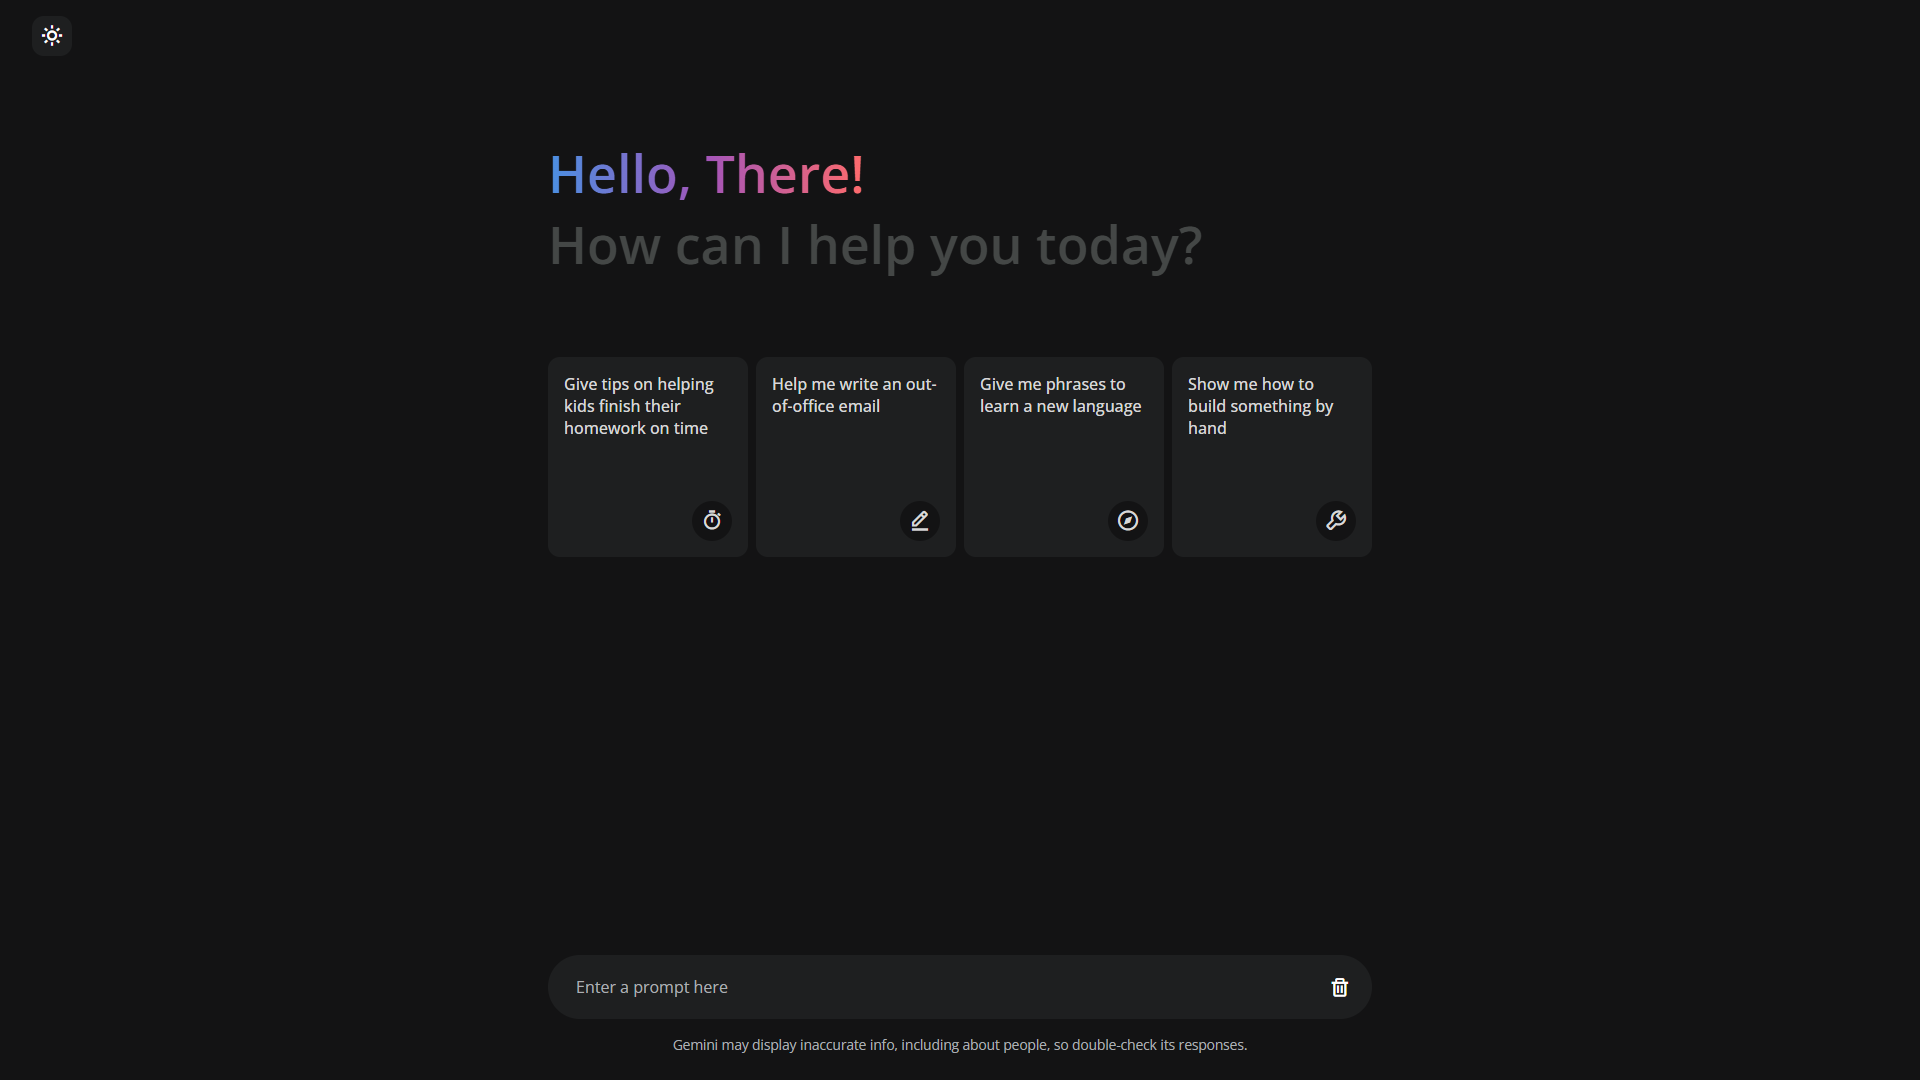 Hello, There!
How can I help you today?
Give tips on helping
kids finish their
homework on time
Help me write an out-
of-office email
Give me phrases to
learn a new language
Show me how to
build something by
hand
Enter a prompt here
Gemini may display inaccurate info, including about people, so double-check its responses.